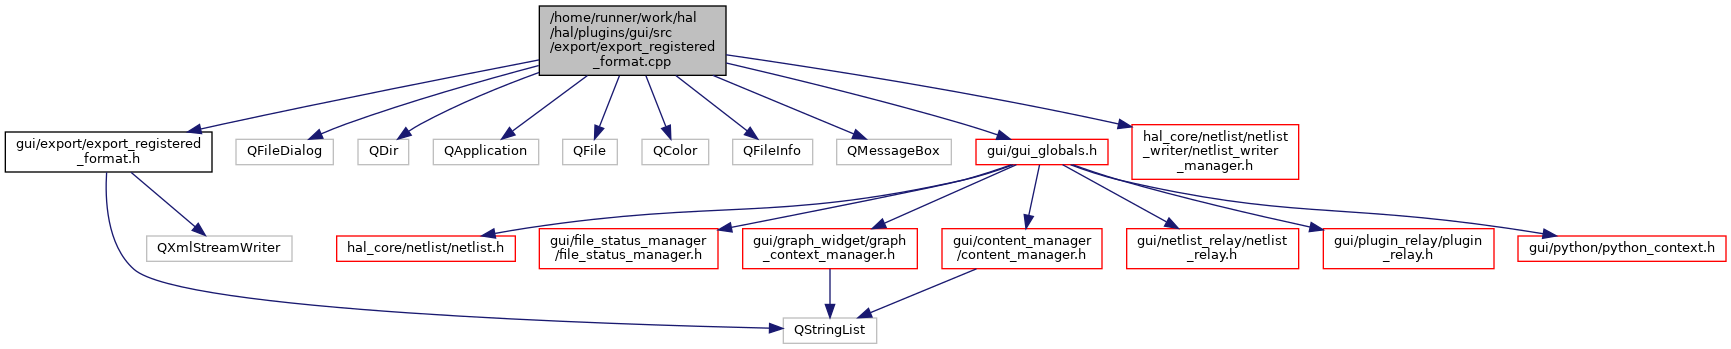 /home/runner/work/hal
/hal/plugins/gui/src
/export/export_registered
_format.cpp
gui/export/export_registered
_format.h
QFileDialog
QDir
QApplication
QFile
QColor
QFileInfo
QMessageBox
gui/gui_globals.h
hal_core/netlist/netlist
_writer/netlist_writer
_manager.h
QXmlStreamWriter
hal_core/netlist/netlist.h
gui/file_status_manager
/file_status_manager.h
gui/graph_widget/graph
_context_manager.h
gui/content_manager
/content_manager.h
gui/netlist_relay/netlist
_relay.h
gui/plugin_relay/plugin
_relay.h
gui/python/python_context.h
QStringList